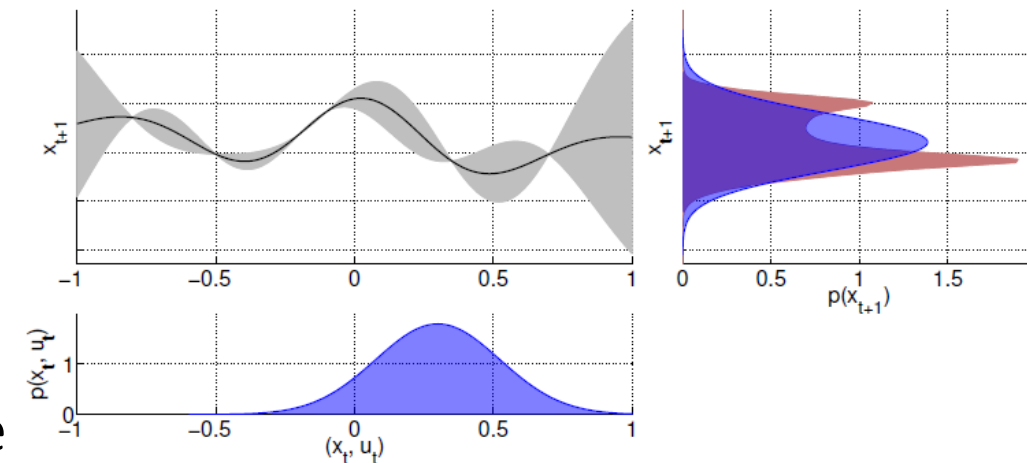 x_{t+1}
−1 −0.5 0 0.5 1
x_{t+1}
0 0.5 1 1.5
p(x_{t+1})
p(x_t, u_t)
1
0
−1 −0.5 0 0.5 1
(x_t, u_t)
e